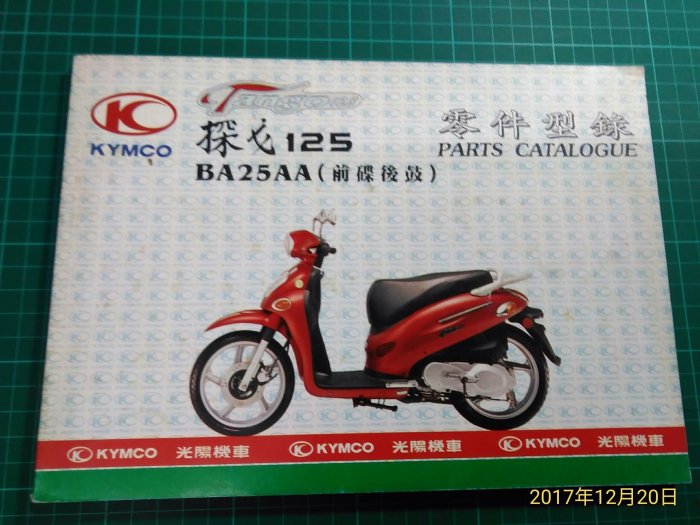 KYMCO
Tango
探戈125
BA25AA(前碟後鼓)
零件型錄
PARTS CATALOGUE
KYMCO 光陽機車 KYMCO 光陽機車 KYMCO 光陽機車
2017年12月20日